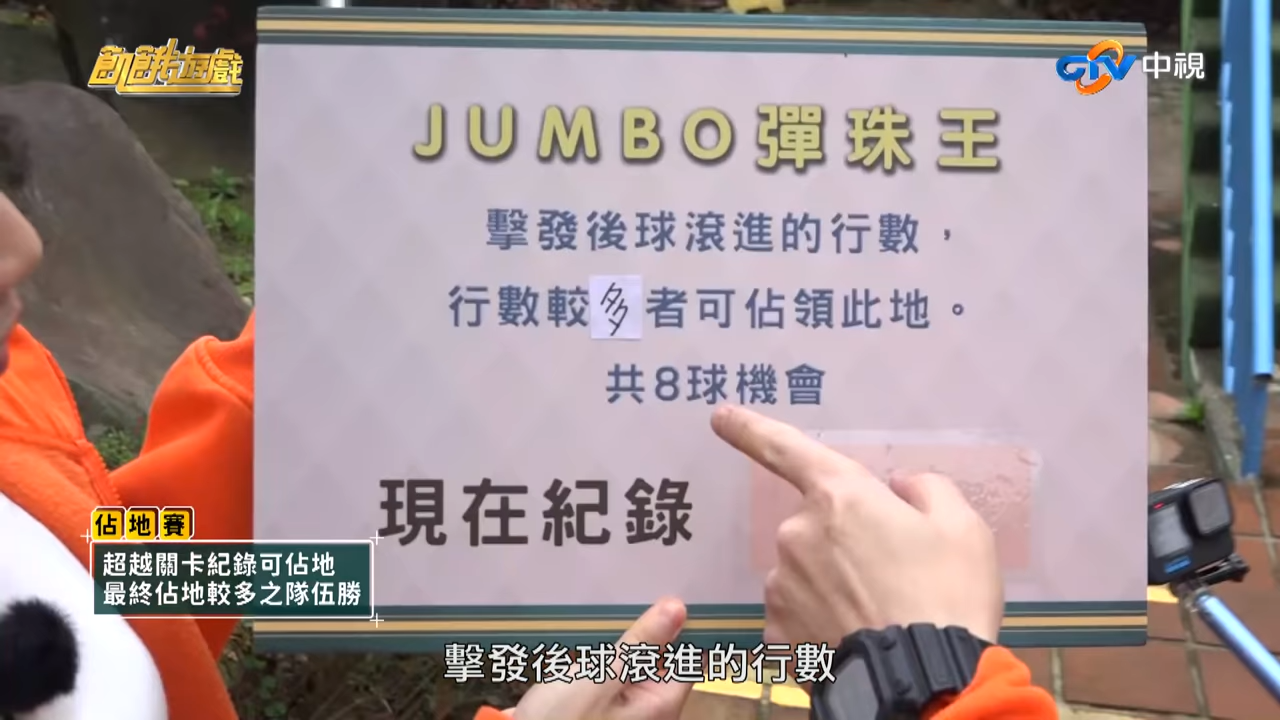 飢餓遊戲
CTV中視
JUMBO彈珠王
擊發後球滾進的行數，
行數較多者可佔領此地。
共8球機會
現在紀錄
佔地賽
超越關卡紀錄可佔地
最終佔地較多之隊伍勝
擊發後球滾進的行數